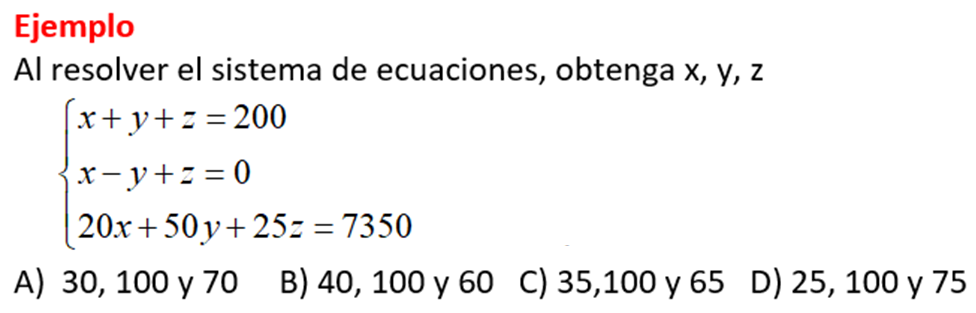 Ejemplo
Al resolver el sistema de ecuaciones, obtenga x, y, z
x + y + z = 200
x − y + z = 0
20x + 50y + 25z = 7350
A) 30, 100 y 70 B) 40, 100 y 60 C) 35,100 y 65 D) 25, 100 y 75